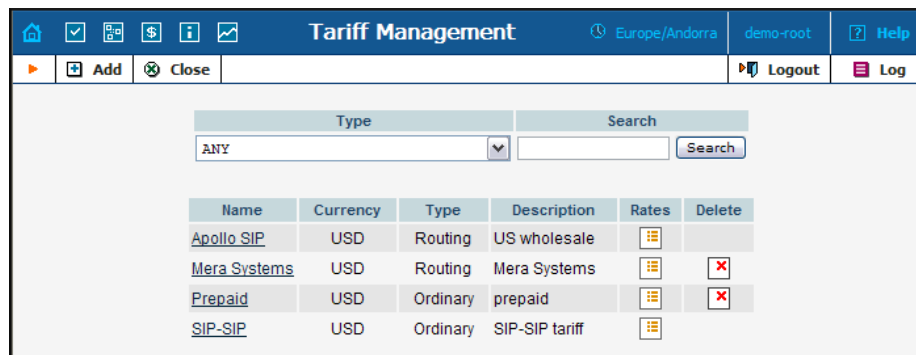 Tariff Management Europe/Andorra demo-root ? Help
Add Close Logout Log
Type Search
ANY Search
Name Currency Type Description Rates Delete
Apollo SIP USD Routing US wholesale
Mera Systems USD Routing Mera Systems
Prepaid USD Ordinary prepaid
SIP-SIP USD Ordinary SIP-SIP tariff